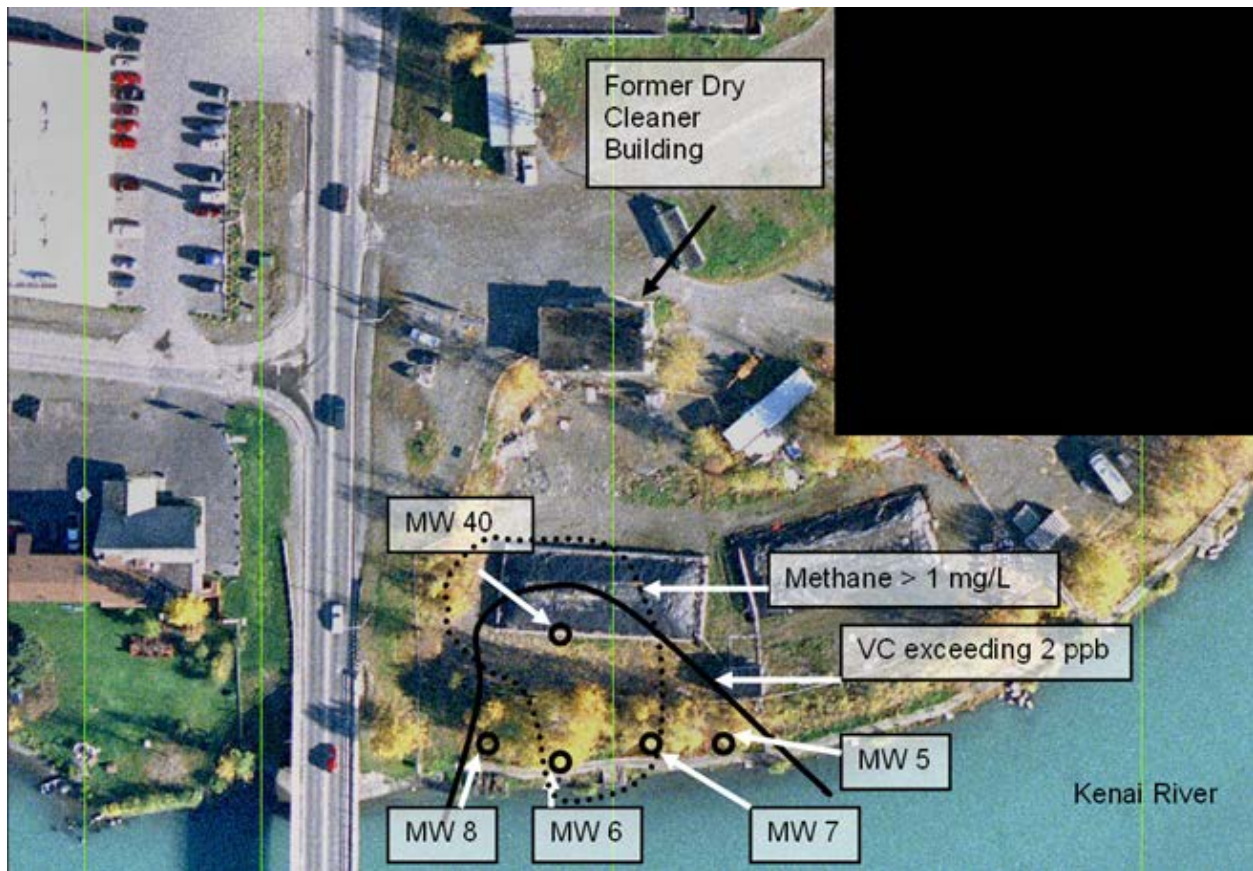 Former Dry
Cleaner
Building
MW 40
Methane > 1 mg/L
VC exceeding 2 ppb
MW 5
Kenai River
MW 8
MW 6
MW 7